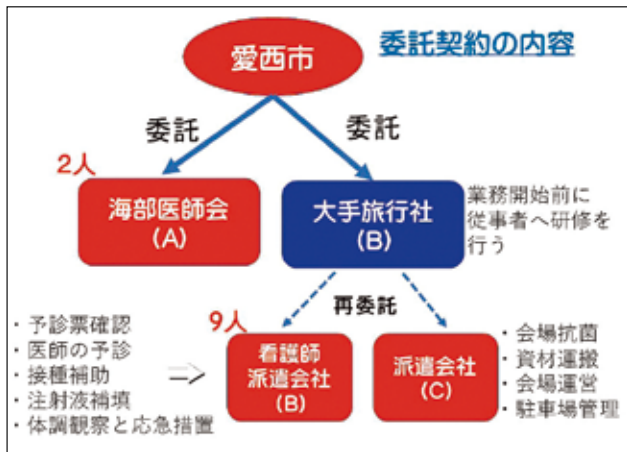 委託契約の内容
愛西市
委託
委託
2人
海部医師会
(A)
大手旅行社
(B)
業務開始前に
従事者へ研修を
行う
再委託
・予診票確認
・医師の予診
・接種補助
・注射液補填
・体調観察と応急措置
⇒
9人
看護師
派遣会社
(B)
派遣会社
(C)
・会場抗菌
・資材運搬
・会場運営
・駐車場管理